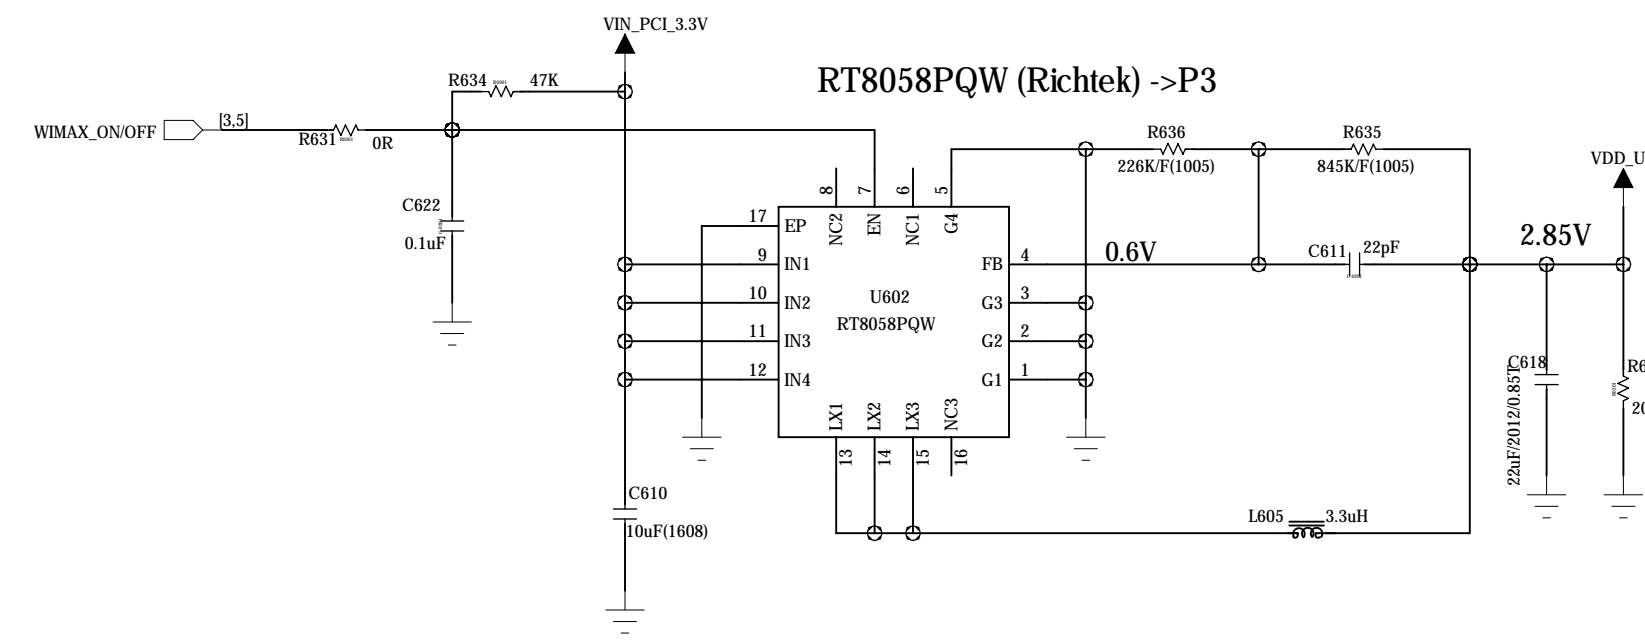 VIN_PCI_3.3V
RT8058PQW (Richtek) ->P3
R634
47K
WIMAX_ON/OFF
[3,5]
R631
0R
R636
226K/F(1005)
R635
845K/F(1005)
VDD_U
C622
0.1uF
8
7
6
5
NC2
EN
NC1
G4
17
EP
9
IN1
10
IN2
11
IN3
12
IN4
U602
RT8058PQW
FB
4
G3
3
G2
2
G1
1
0.6V
C611
22pF
2.85V
LX1
LX2
LX3
NC3
13
14
15
16
C618
22uF/2012/0.85T
R6
20
C610
10uF(1608)
L605
3.3uH